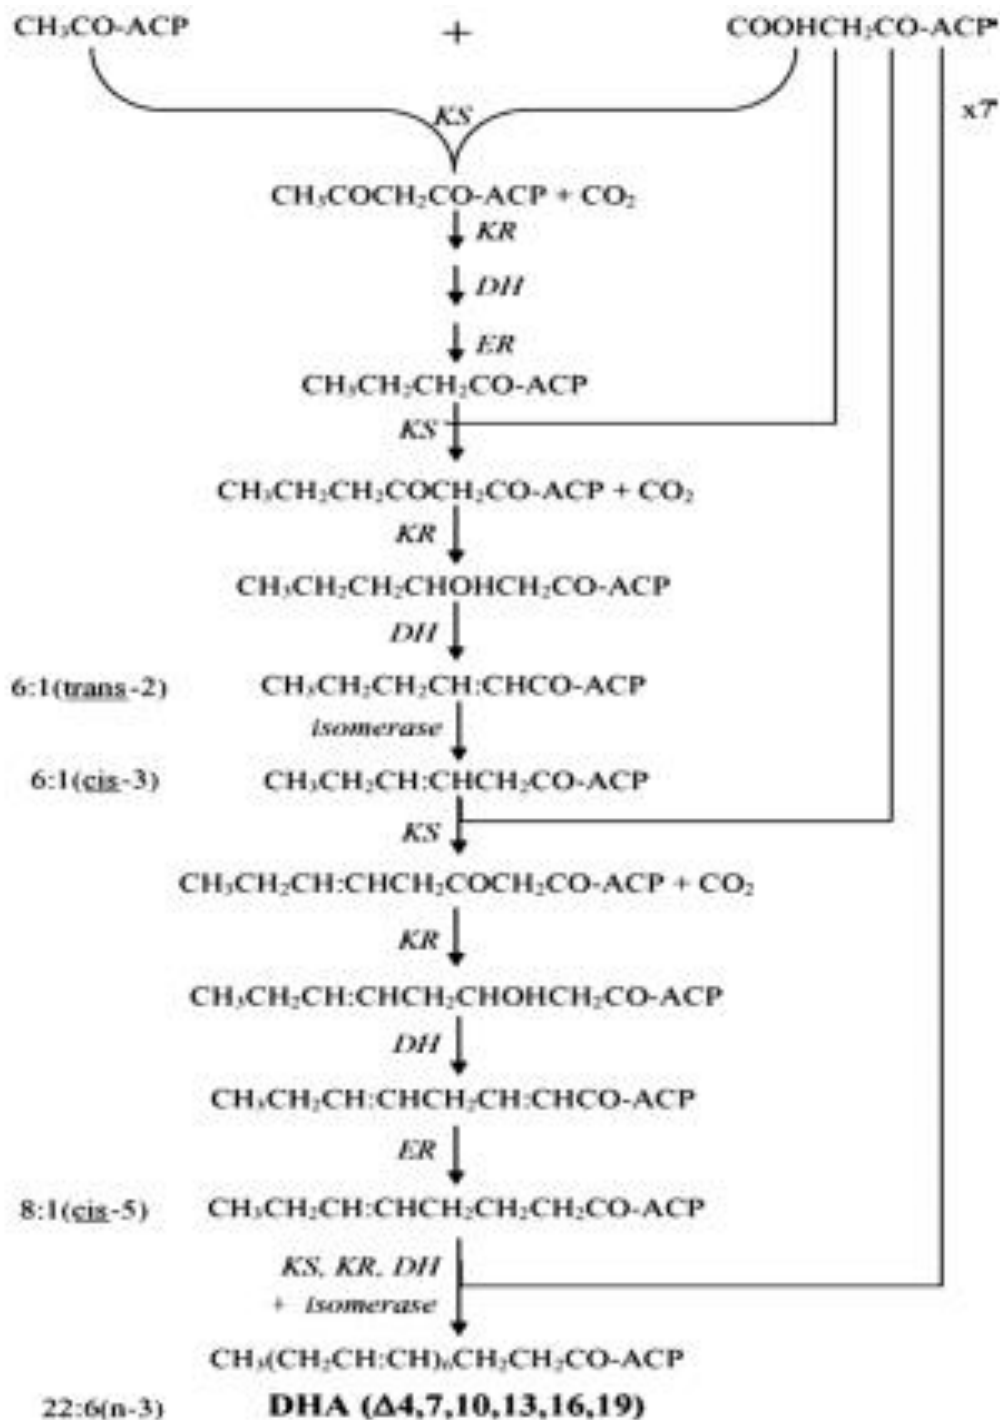 CH₃CO-ACP + COOHCH₂CO-ACP*
x7*
KS
CH₃COCH₂CO-ACP + CO₂
KR
DH
ER
CH₃CH₂CH₂CO-ACP
KS
CH₃CH₂CH₂COCH₂CO-ACP + CO₂
KR
CH₃CH₂CH₂CHOHCH₂CO-ACP
DH
6:1(trans-2) CH₃CH₂CH₂CH:CHCO-ACP
isomerase
6:1(cis-3) CH₃CH₂CH:CHCH₂CO-ACP
KS
CH₃CH₂CH:CHCH₂COCH₂CO-ACP + CO₂
KR
CH₃CH₂CH:CHCH₂CHOHCH₂CO-ACP
DH
CH₃CH₂CH:CHCH₂CH:CHCO-ACP
ER
8:1(cis-5) CH₃CH₂CH:CHCH₂CH₂CH₂CO-ACP
KS, KR, DH
+ isomerase
CH₃(CH₂CH:CH)₆CH₂CH₂CO-ACP
22:6(n-3) DHA (Δ4,7,10,13,16,19)